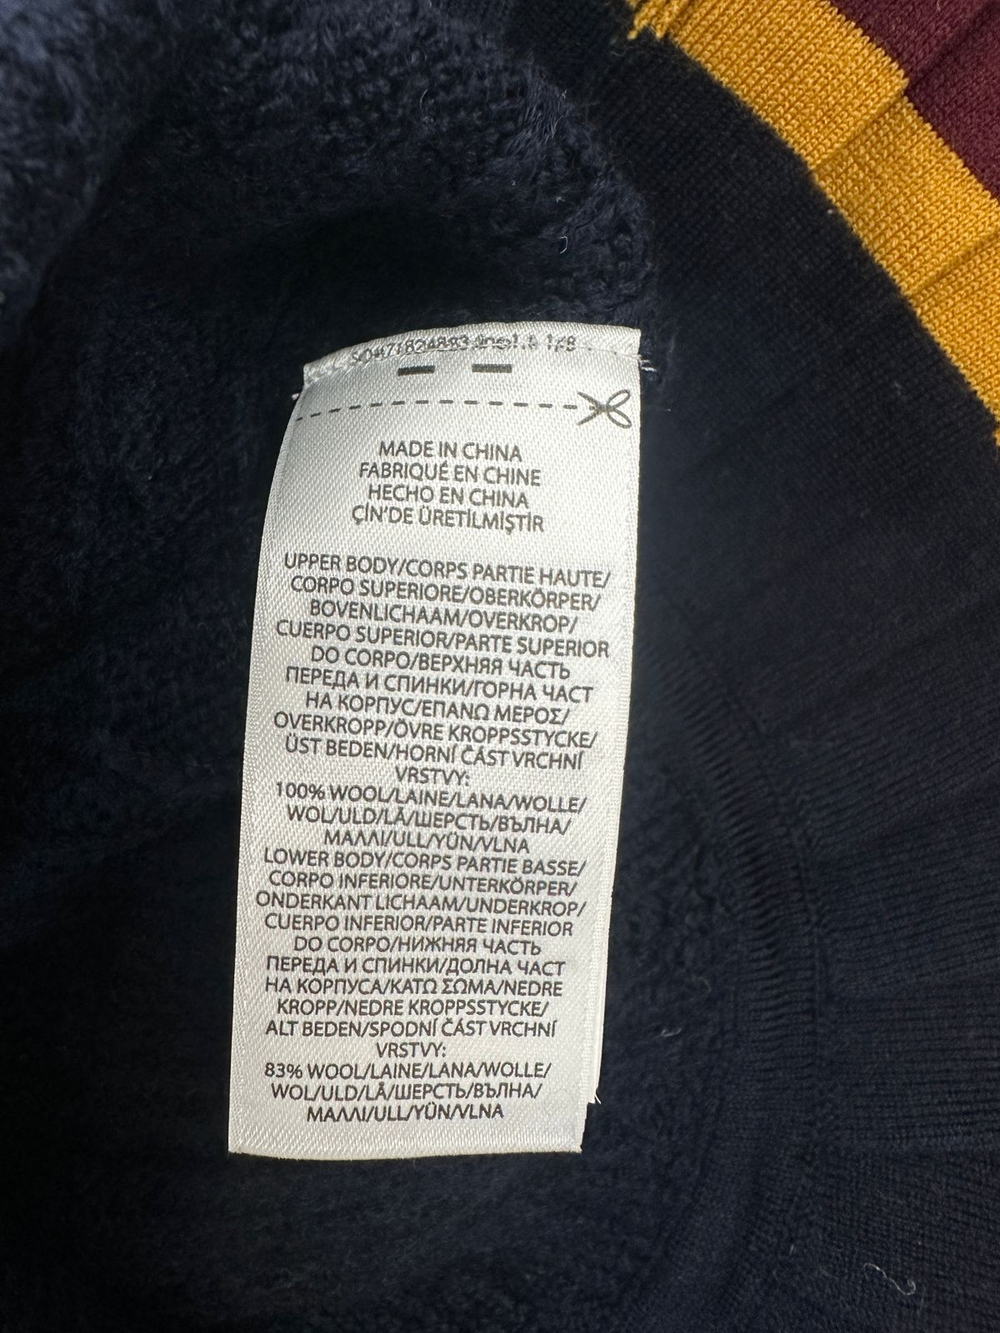 MADE IN CHINA
FABRIQUÉ EN CHINE
HECHO EN CHINA
ÇİN'DE ÜRETİLMİŞTİR
UPPER BODY/CORPS PARTIE HAUTE/
CORPO SUPERIORE/OBERKÖRPER/
BOVENLICHAAM/OVERKROP/
CUERPO SUPERIOR/PARTE SUPERIOR
DO CORPO/ВЕРХНЯЯ ЧАСТЬ
ПЕРЕДА И СПИНКИ/ГОРНА ЧАСТ
НА КОРПУС/ΕΠΑΝΩ ΜΕΡΟΣ/
OVERKROPP/ÖVRE KROPPSSTYCKE/
ÜST BEDEN/HORNÍ ČÁST VRCHNÍ
VRSTVY:
100% WOOL/LAINE/LANA/WOLLE/
WOL/ULD/LÃ/ШЕРСТЬ/ВЪЛНА/
ΜΑΛΛΙ/ULL/YÜN/VLNA
LOWER BODY/CORPS PARTIE BASSE/
CORPO INFERIORE/UNTERKÖRPER/
ONDERKANT LICHAAM/UNDERKROP/
CUERPO INFERIOR/PARTE INFERIOR
DO CORPO/НИЖНЯЯ ЧАСТЬ
ПЕРЕДА И СПИНКИ/ДОЛНА ЧАСТ
НА КОРПУСА/ΚΑΤΩ ΣΩΜΑ/NEDRE
KROPP/NEDRE KROPPSSTYCKE/
ALT BEDEN/SPODNÍ ČÁST VRCHNÍ
VRSTVY:
83% WOOL/LAINE/LANA/WOLLE/
WOL/ULD/LÃ/ШЕРСТЬ/ВЪЛНА/
ΜΑΛΛΙ/ULL/YÜN/VLNA